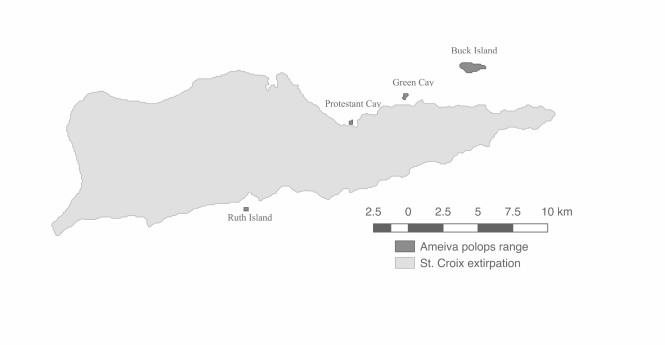 Buck Island
Green Cay
Protestant Cay
Ruth Island
2.5 0 2.5 5 7.5 10 km
Ameiva polops range
St. Croix extirpation